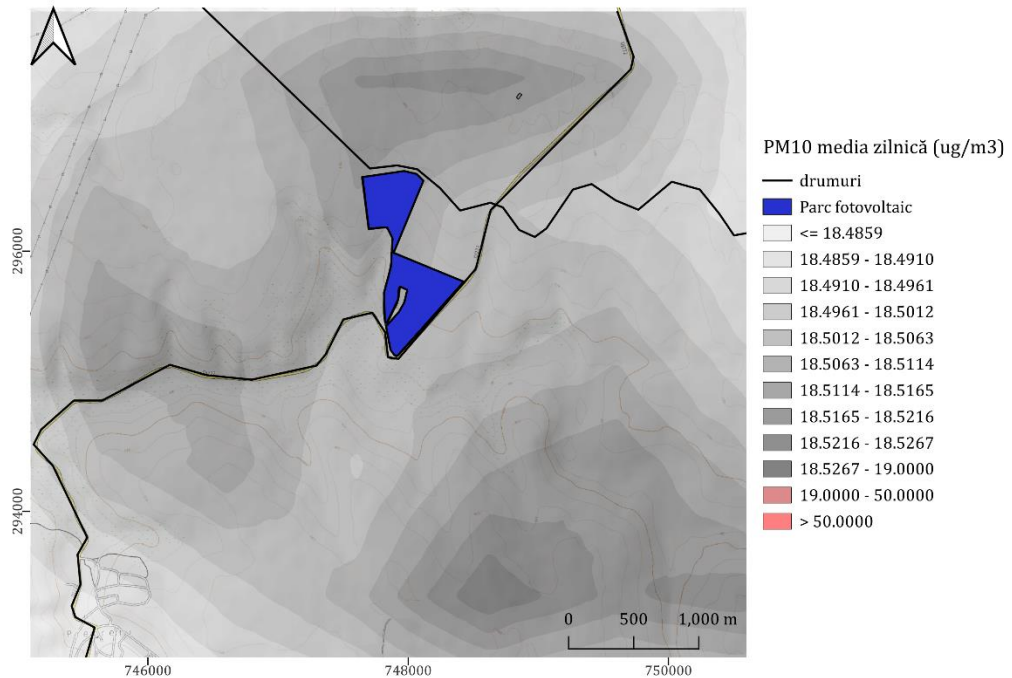 PM10 media zilnică (ug/m3)
drumuri
Parc fotovoltaic
<= 18.4859
18.4859 - 18.4910
18.4910 - 18.4961
18.4961 - 18.5012
18.5012 - 18.5063
18.5063 - 18.5114
18.5114 - 18.5165
18.5165 - 18.5216
18.5216 - 18.5267
18.5267 - 19.0000
19.0000 - 50.0000
> 50.0000
296000
294000
0 500 1,000 m
746000 748000 750000